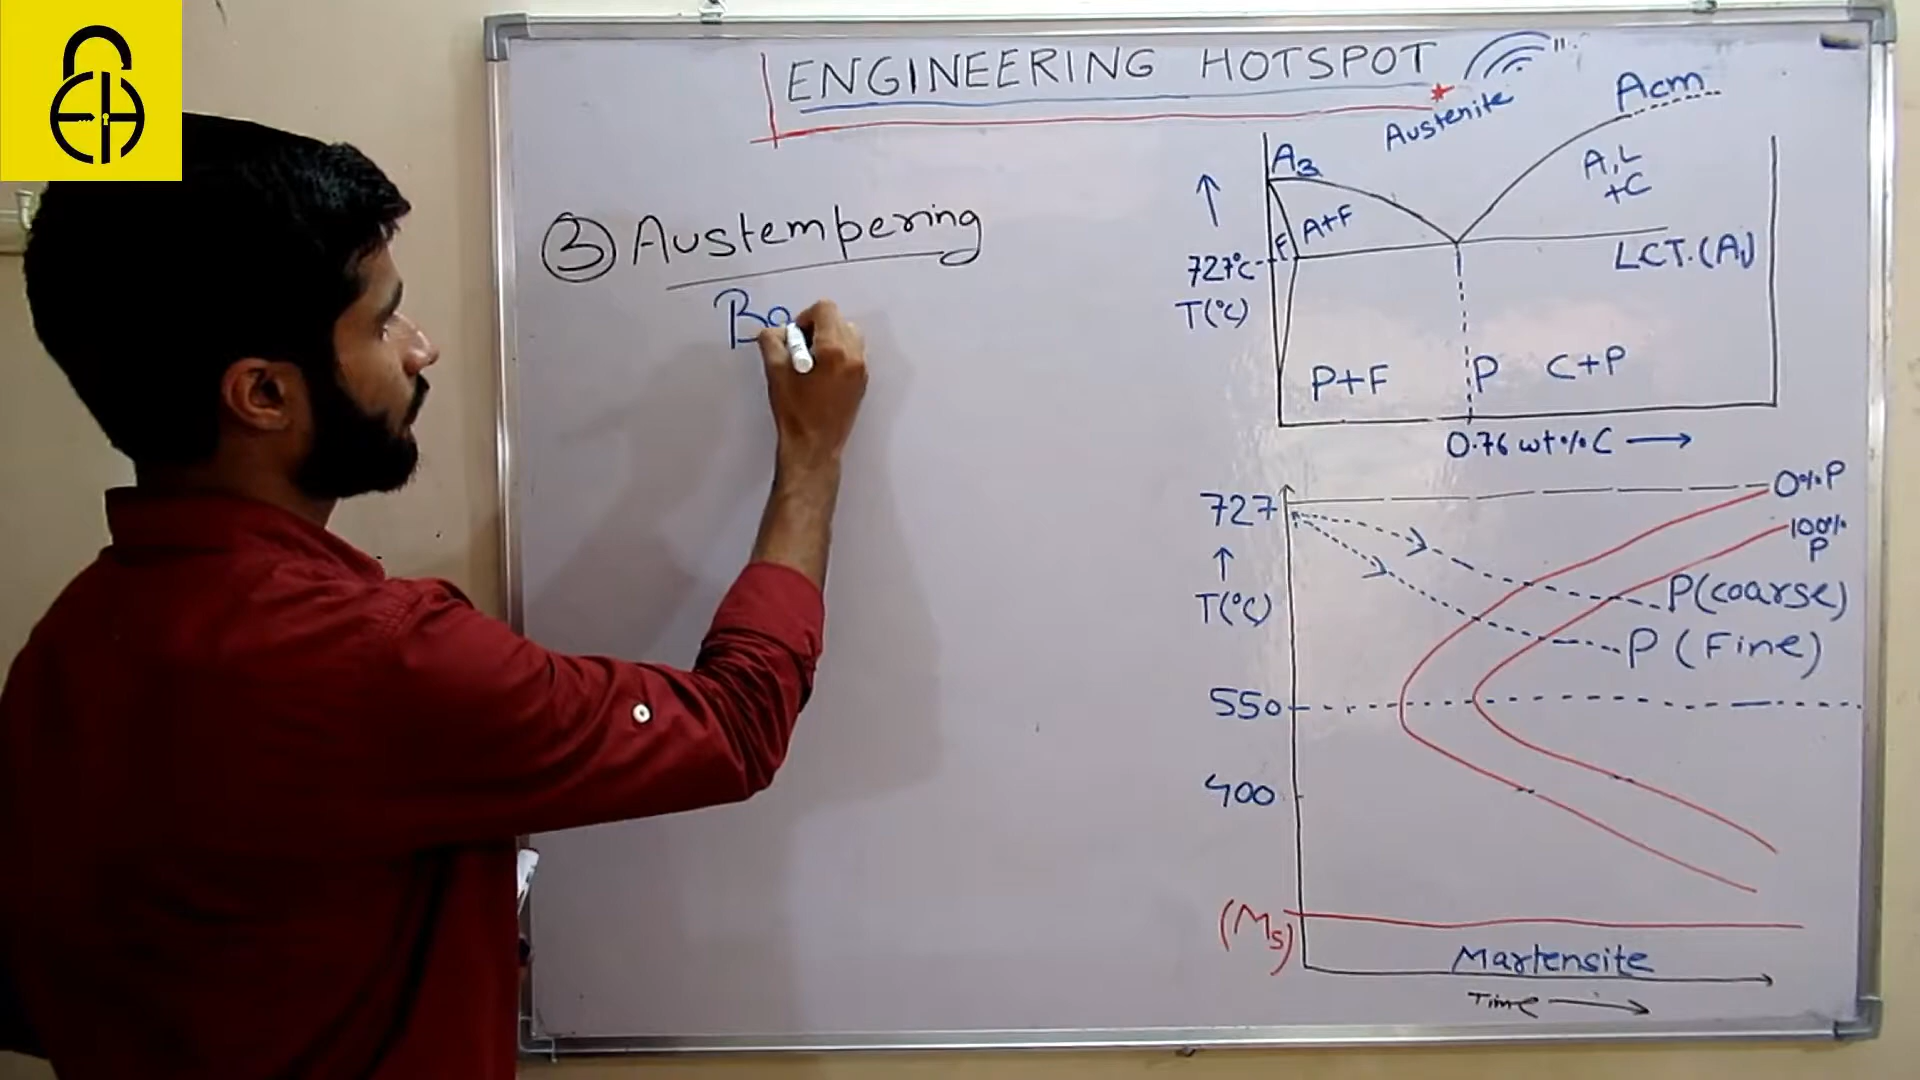 ENGINEERING HOTSPOT
③ Austempering
Ba
Austenite
Acm
A3
A+F
F
A,L
+C
727°C
T(°C)
LCT.(A1)
P+F
P
C+P
0.76 wt%C
727
0%P
100%
P
T(°C)
P(coarse)
P (Fine)
550
400
(Ms)
Martensite
Time